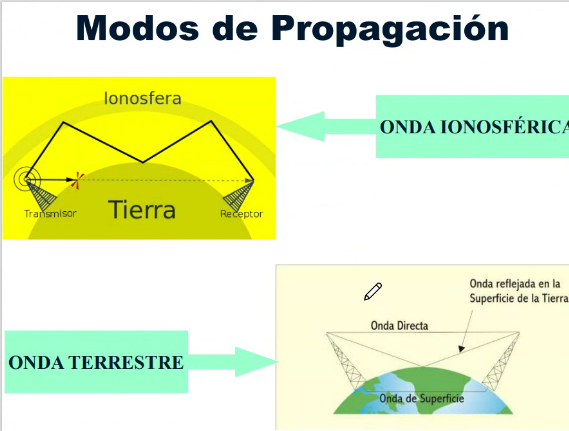 Modos de Propagación
Ionosfera
ONDA IONOSFÉRICA
Transmisor
Tierra
Receptor
Onda reflejada en la
Superficie de la Tierra
Onda Directa
ONDA TERRESTRE
Onda de Superficie